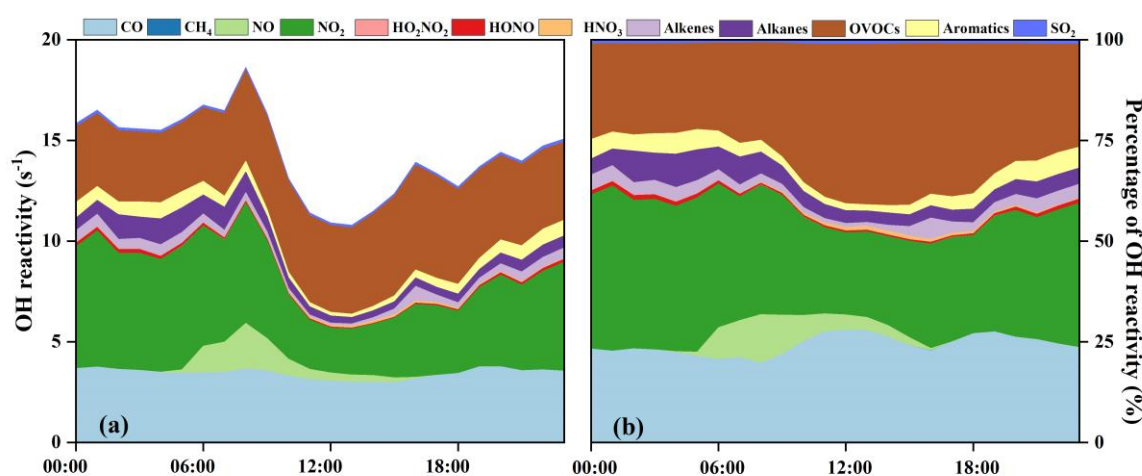 CO CH₄ NO NO₂ HO₂NO₂ HONO HNO₃ Alkenes Alkanes OVOCs Aromatics SO₂
20
15
10
5
0
OH reactivity (s⁻¹)
(a)
00:00 06:00 12:00 18:00
100
75
50
25
0
Percentage of OH reactivity (%)
(b)
00:00 06:00 12:00 18:00